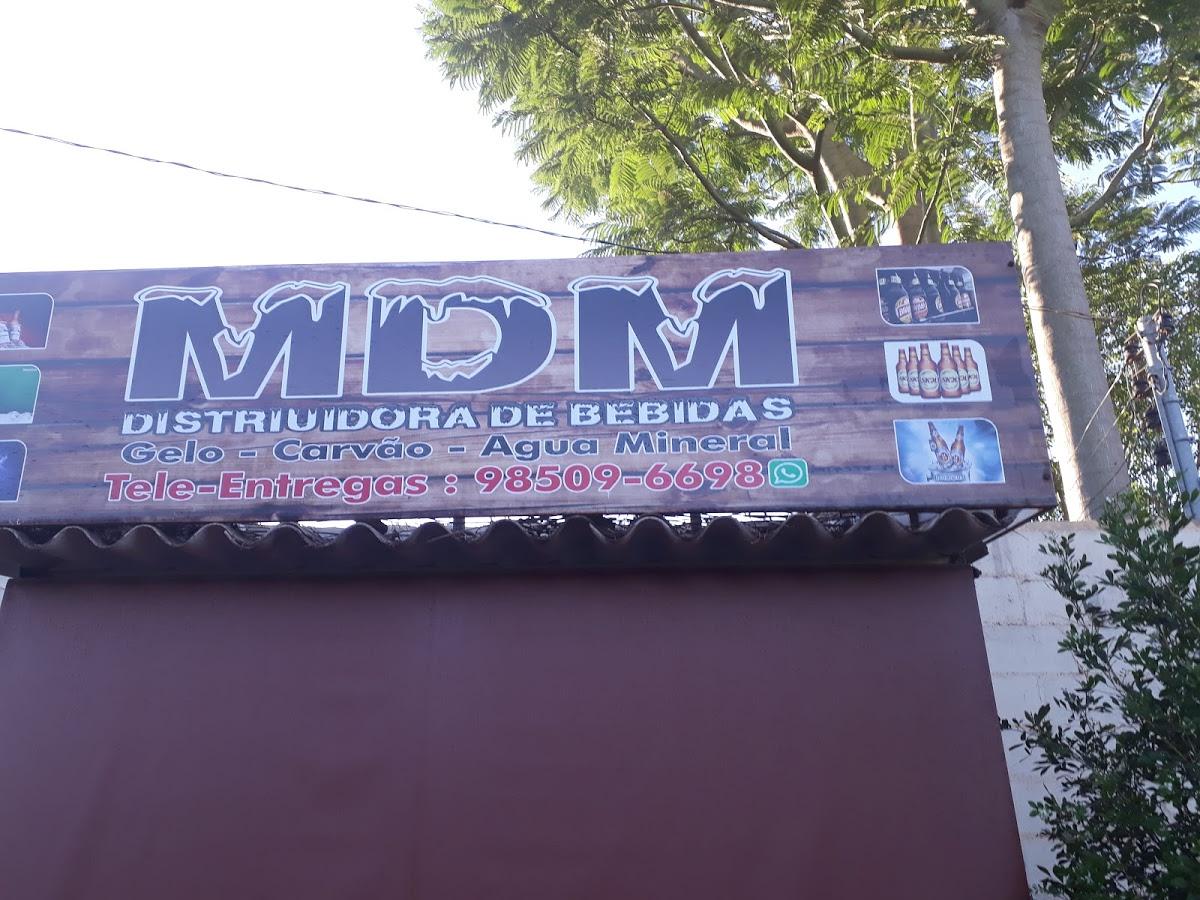 MDM
DISTRIUIDORA DE BEBIDAS
Gelo - Carvão - Agua Mineral
Tele-Entregas : 98509-6698